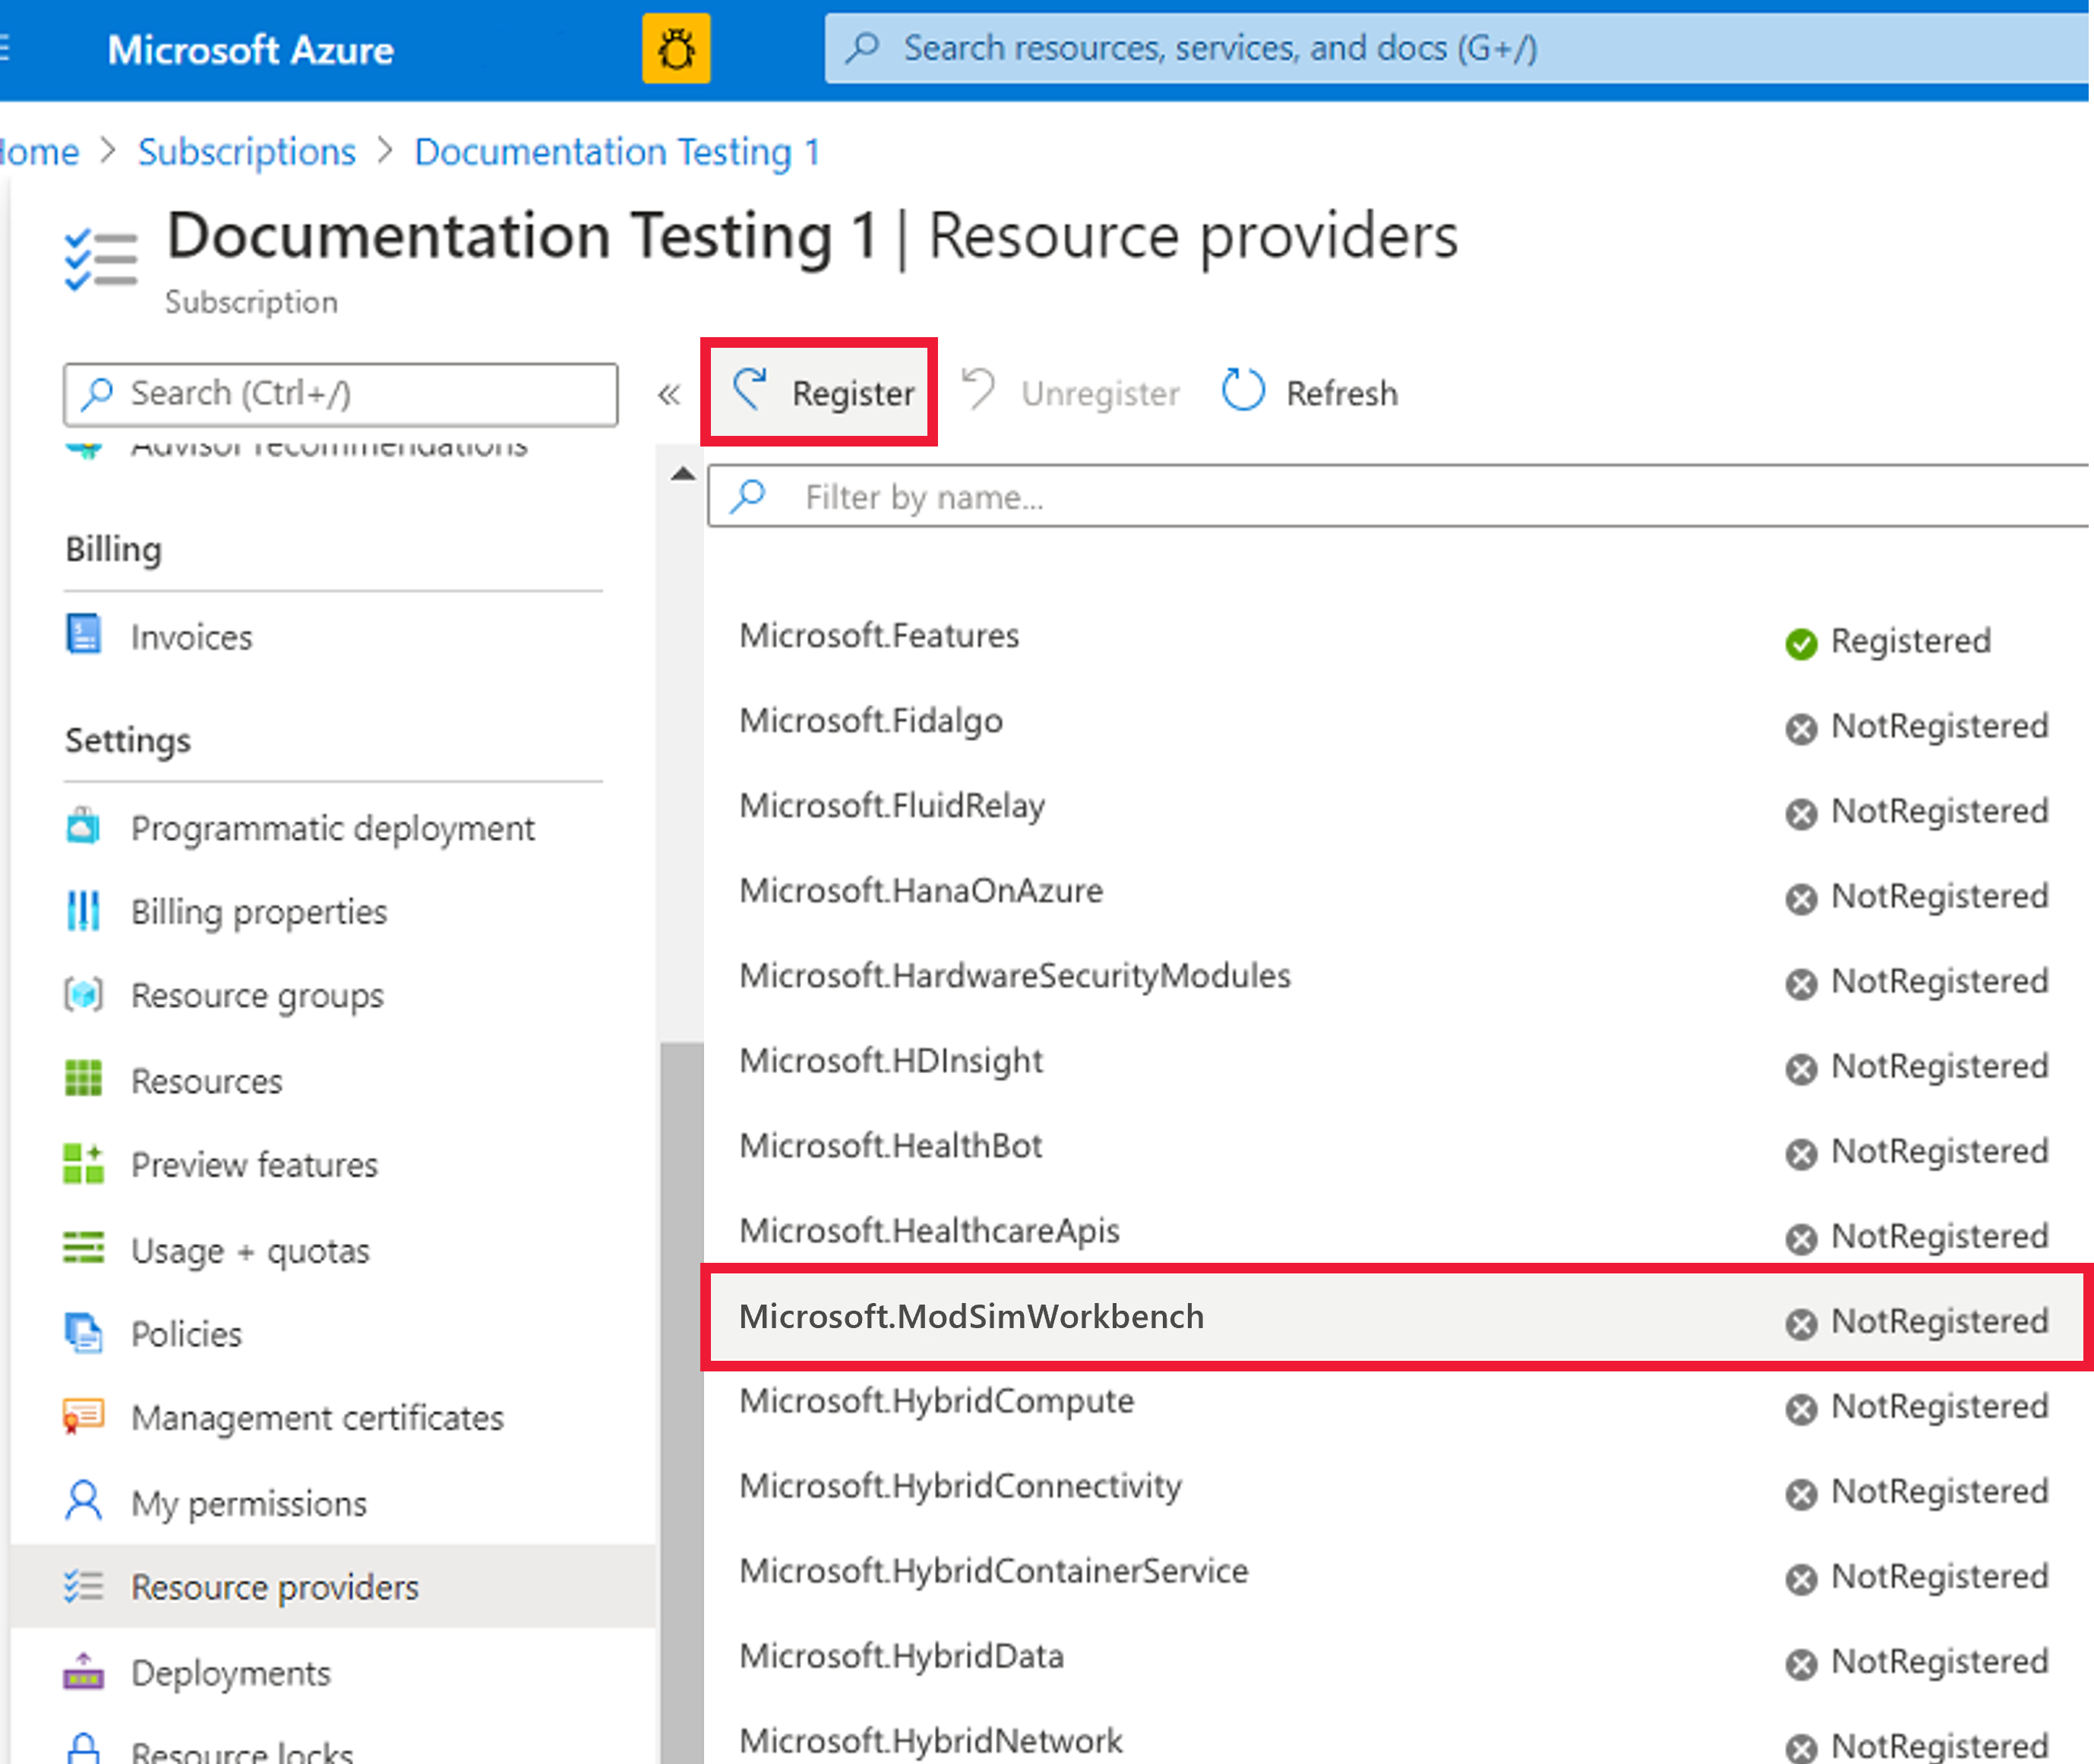 Microsoft Azure
Search resources, services, and docs (G+/)
Home > Subscriptions > Documentation Testing 1
Documentation Testing 1 | Resource providers
Subscription
Search (Ctrl+/)
« Register Unregister Refresh
Advisor recommendations
Filter by name...
Billing
Invoices
Settings
Programmatic deployment
Billing properties
Resource groups
Resources
Preview features
Usage + quotas
Policies
Management certificates
My permissions
Resource providers
Deployments
Resource locks
Microsoft.Features Registered
Microsoft.Fidalgo NotRegistered
Microsoft.FluidRelay NotRegistered
Microsoft.HanaOnAzure NotRegistered
Microsoft.HardwareSecurityModules NotRegistered
Microsoft.HDInsight NotRegistered
Microsoft.HealthBot NotRegistered
Microsoft.HealthcareApis NotRegistered
Microsoft.ModSimWorkbench NotRegistered
Microsoft.HybridCompute NotRegistered
Microsoft.HybridConnectivity NotRegistered
Microsoft.HybridContainerService NotRegistered
Microsoft.HybridData NotRegistered
Microsoft.HybridNetwork NotRegistered